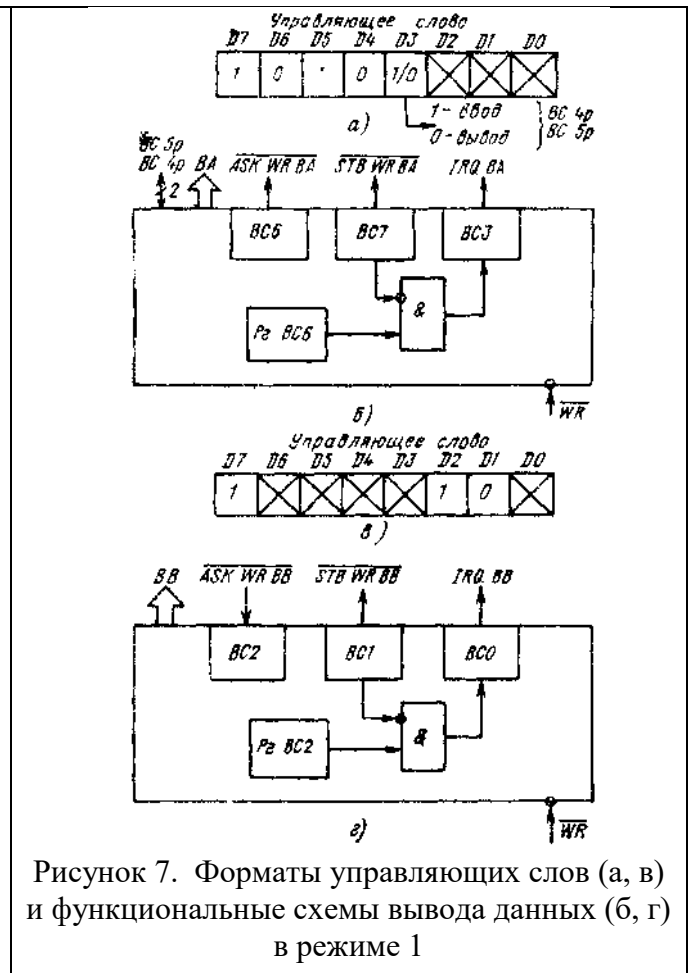 Управляющее слово
D7 D6 D5 D4 D3 D2 D1 D0
1 0 0 1/0
1 - ввод
0 - вывод
BC 4p
BC 5p
а)
BC 5p
BC 4p BA ASK WR BA STB WR BA IRQ BA
2
BC6 BC7 BC3
&
Рг BC6
WR
б)
Управляющее слово
D7 D6 D5 D4 D3 D2 D1 D0
1 1 0
в)
BB ASK WR BB STB WR BB IRQ BB
BC2 BC1 BC0
&
Рг BC2
WR
г)
Рисунок 7. Форматы управляющих слов (а, в)
и функциональные схемы вывода данных (б, г)
в режиме 1